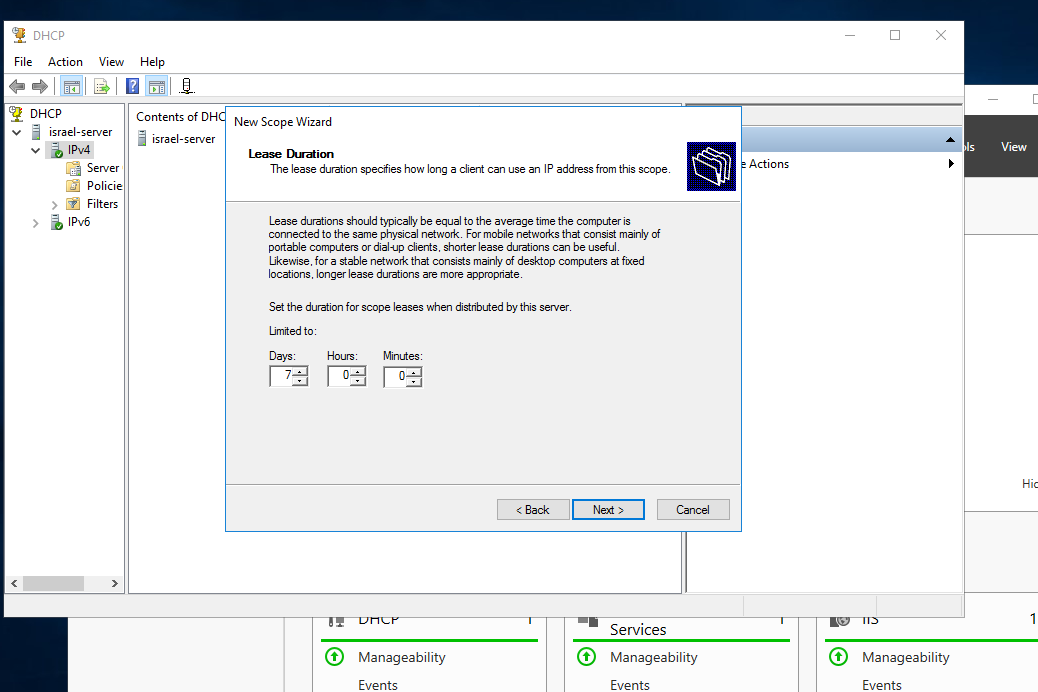 DHCP
File Action View Help
DHCP
israel-server
IPv4
Server
Policie
Filters
IPv6
Contents of DHC
israel-server
New Scope Wizard
Lease Duration
The lease duration specifies how long a client can use an IP address from this scope.
Lease durations should typically be equal to the average time the computer is
connected to the same physical network. For mobile networks that consist mainly of
portable computers or dial-up clients, shorter lease durations can be useful.
Likewise, for a stable network that consists mainly of desktop computers at fixed
locations, longer lease durations are more appropriate.
Set the duration for scope leases when distributed by this server.
Limited to:
Days: Hours: Minutes:
7 0 0
< Back Next > Cancel
e Actions
ols View
Hid
DHCP 1
Services 1
IIS 1
Manageability
Events
Manageability
Events
Manageability
Events